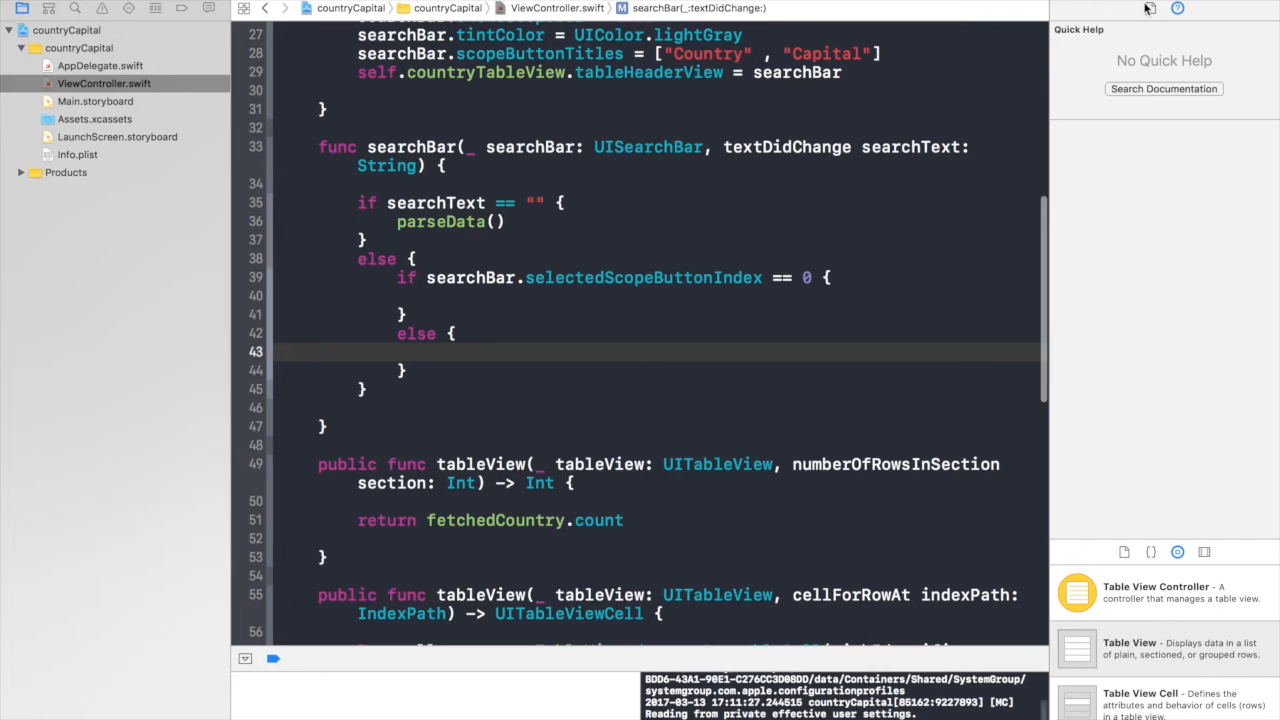 countryCapital
countryCapital
ViewController.swift
searchBar(_:textDidChange:)
Quick Help
No Quick Help
Search Documentation
countryCapital
countryCapital
AppDelegate.swift
ViewController.swift
Main.storyboard
Assets.xcassets
LaunchScreen.storyboard
Info.plist
Products
27 searchBar.tintColor = UIColor.lightGray
28 searchBar.scopeButtonTitles = ["Country" , "Capital"]
29 self.countryTableView.tableHeaderView = searchBar
30
31 }
32
33 func searchBar(_ searchBar: UISearchBar, textDidChange searchText:
String) {
34
35 if searchText == "" {
36 parseData()
37 }
38 else {
39 if searchBar.selectedScopeButtonIndex == 0 {
40
41 }
42 else {
43
44 }
45 }
46
47 }
48
49 public func tableView(_ tableView: UITableView, numberOfRowsInSection
section: Int) -> Int {
50
51 return fetchedCountry.count
52
53 }
54
55 public func tableView(_ tableView: UITableView, cellForRowAt indexPath:
IndexPath) -> UITableViewCell {
56
BDD6-43A1-90E1-C276CC3D08DD/data/Containers/Shared/SystemGroup/
systemgroup.com.apple.configurationprofiles
2017-03-13 17:11:27.244515 countryCapital[85162:9227893] [MC]
Reading from private effective user settings.
Table View Controller - A
controller that manages a table view.
Table View - Displays data in a list
of plain, sectioned, or grouped rows.
Table View Cell - Defines the
attributes and behavior of cells (rows)
in a table view.